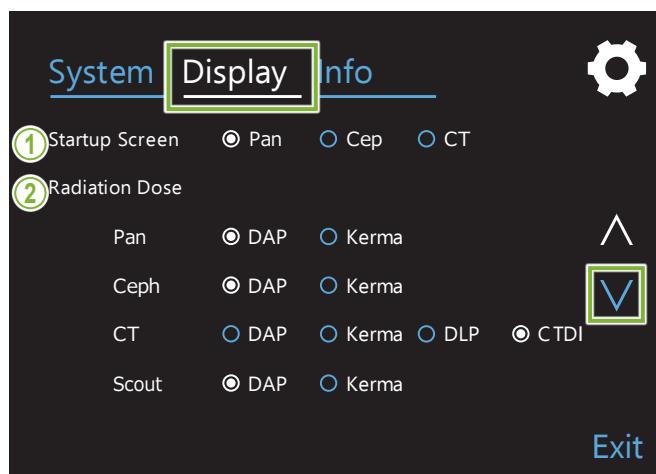 System Display Info
1 Startup Screen Pan Cep CT
2 Radiation Dose
Pan DAP Kerma
Ceph DAP Kerma
CT DAP Kerma DLP CTDI
Scout DAP Kerma
Exit